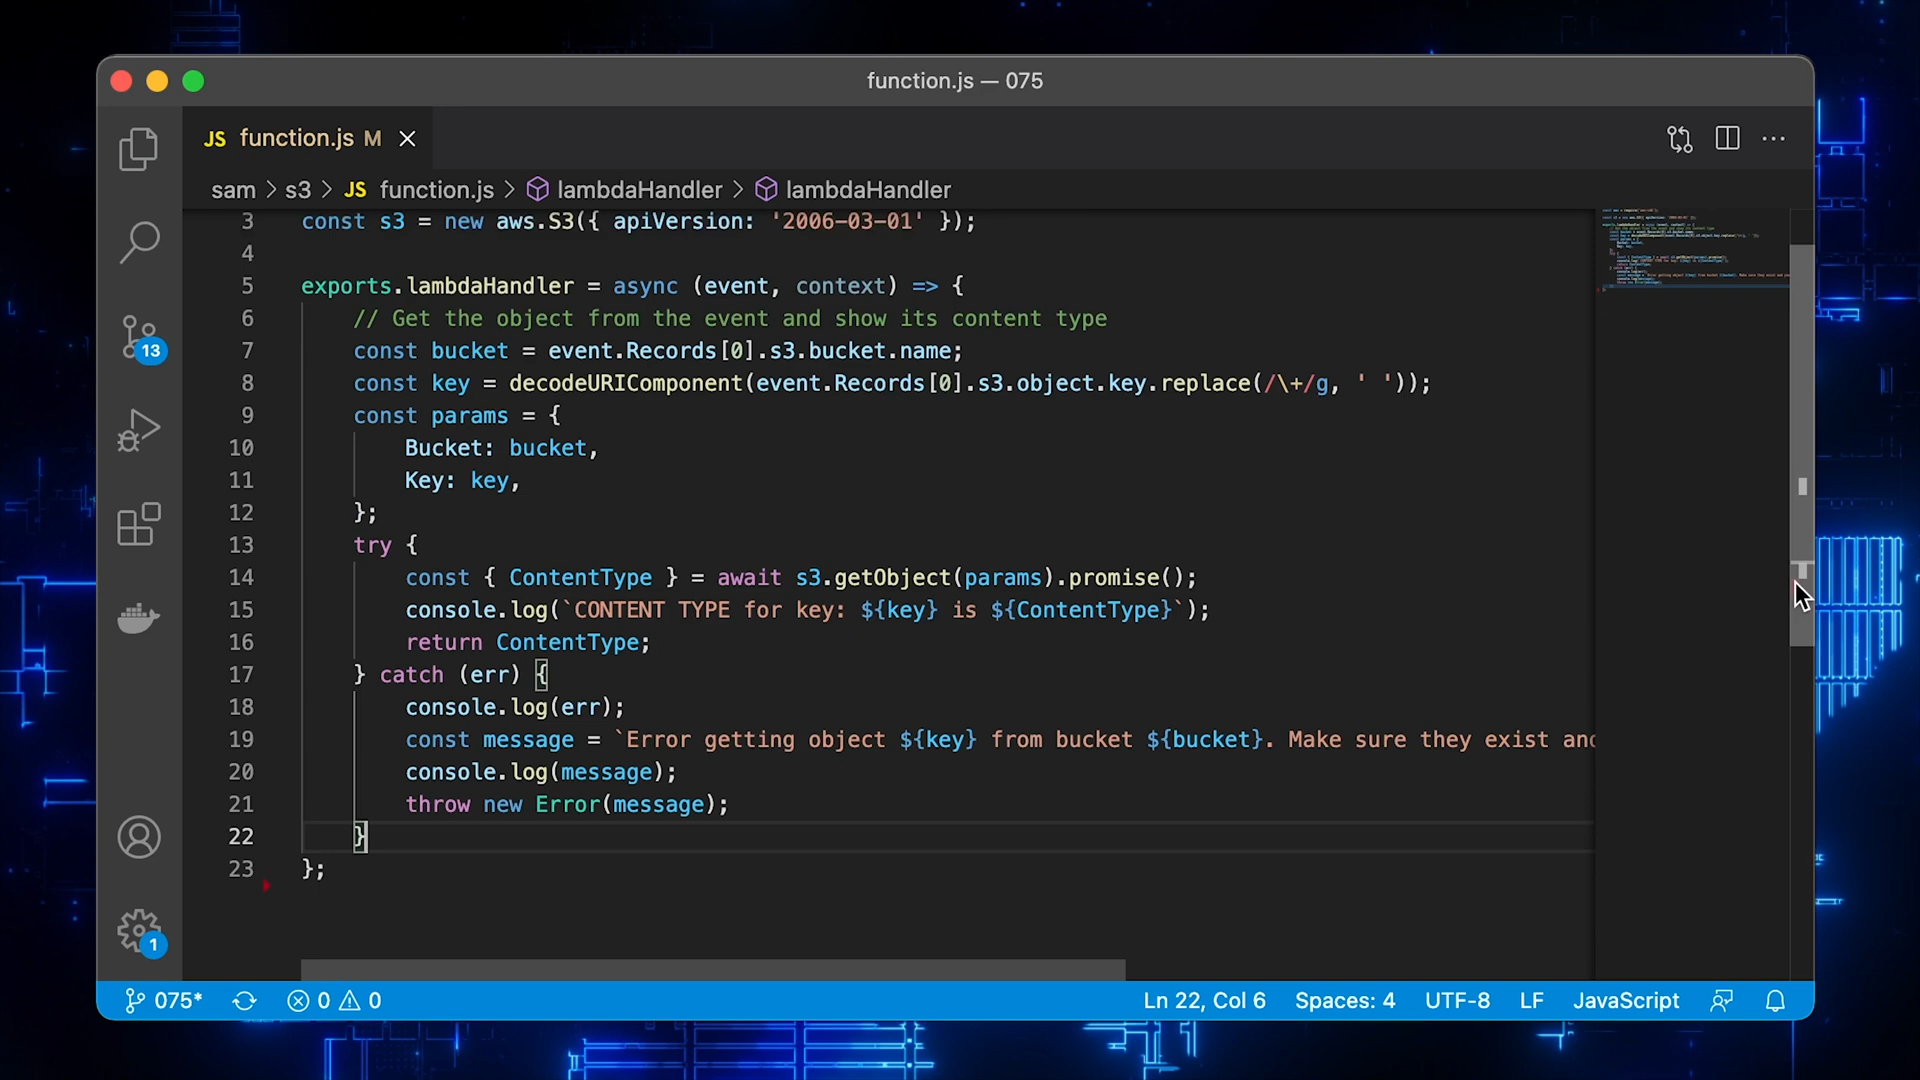 function.js — 075
JS function.js M
sam > s3 > JS function.js > lambdaHandler > lambdaHandler
3 const s3 = new aws.S3({ apiVersion: '2006-03-01' });
4
5 exports.lambdaHandler = async (event, context) => {
6 // Get the object from the event and show its content type
7 const bucket = event.Records[0].s3.bucket.name;
8 const key = decodeURIComponent(event.Records[0].s3.object.key.replace(/\+/g, ' '));
9 const params = {
10 Bucket: bucket,
11 Key: key,
12 };
13 try {
14 const { ContentType } = await s3.getObject(params).promise();
15 console.log(`CONTENT TYPE for key: ${key} is ${ContentType}`);
16 return ContentType;
17 } catch (err) {
18 console.log(err);
19 const message = `Error getting object ${key} from bucket ${bucket}. Make sure they exist and
20 console.log(message);
21 throw new Error(message);
22 }
23 };
13
1
075* 0 0 Ln 22, Col 6 Spaces: 4 UTF-8 LF JavaScript